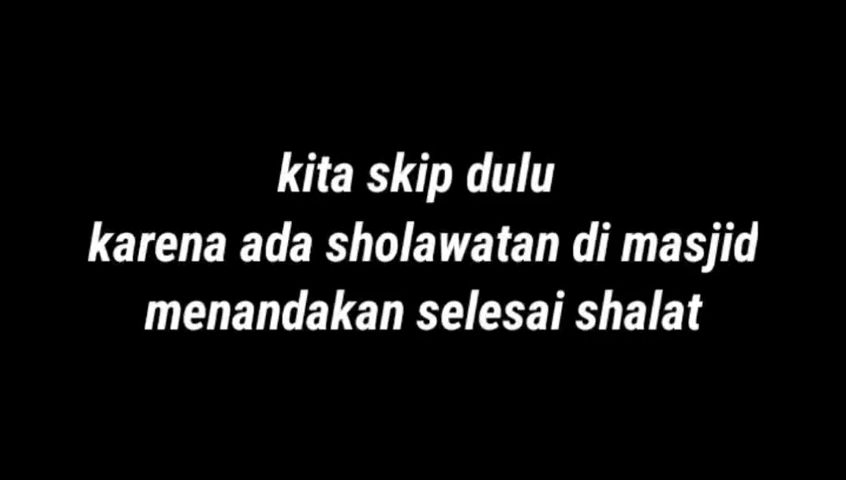 kita skip dulu
karena ada sholawatan di masjid
menandakan selesai shalat